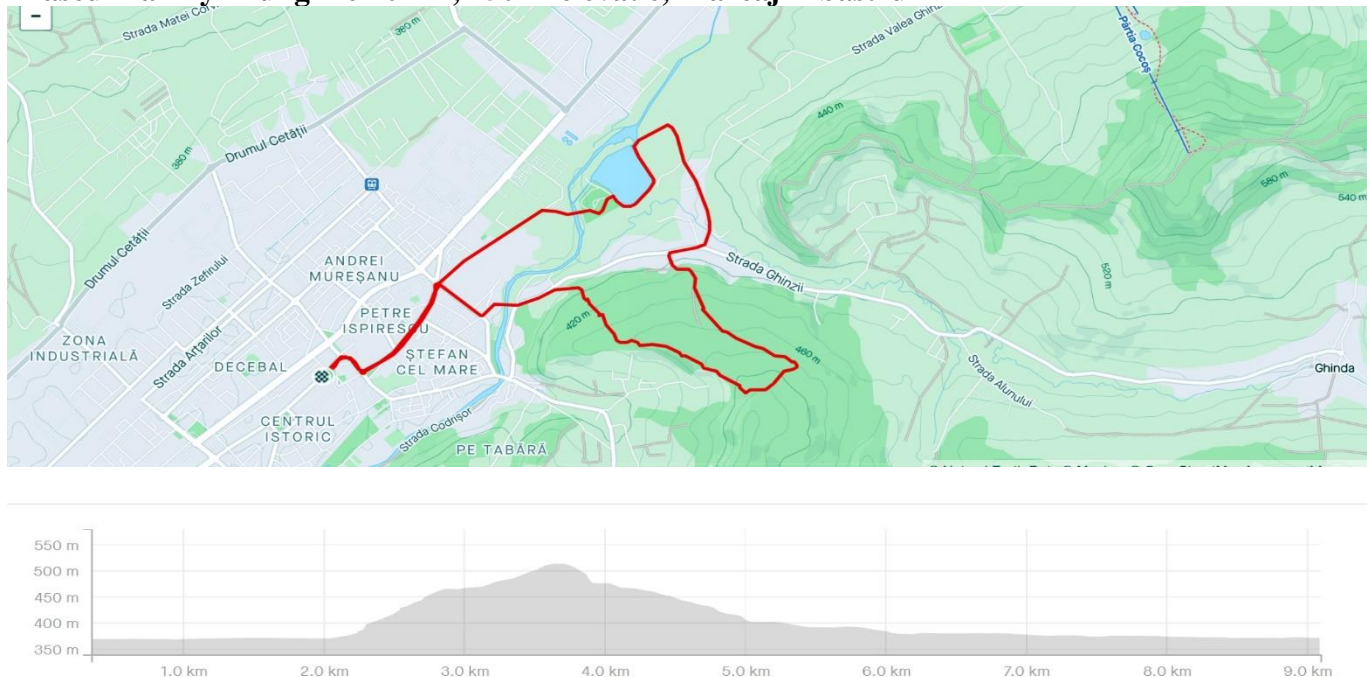 -
Strada Matei Corvi
380 m
Strada Valea Ghinzii
Pârtia Cocoș
Drumul Cetății
380 m
440 m
580 m
540 m
Drumul Cetății
Strada Zefirului
ANDREI
MUREȘANU
Strada Ghinzii
520 m
PETRE
ISPIRESCU
420 m
ZONA
INDUSTRIALĂ
Strada Arțarilor
DECEBAL
ȘTEFAN
CEL MARE
460 m
Strada Alunului
Ghinda
CENTRUL
ISTORIC
Strada Codrișor
PE TABĂRĂ
550 m
500 m
450 m
400 m
350 m
1.0 km 2.0 km 3.0 km 4.0 km 5.0 km 6.0 km 7.0 km 8.0 km 9.0 km